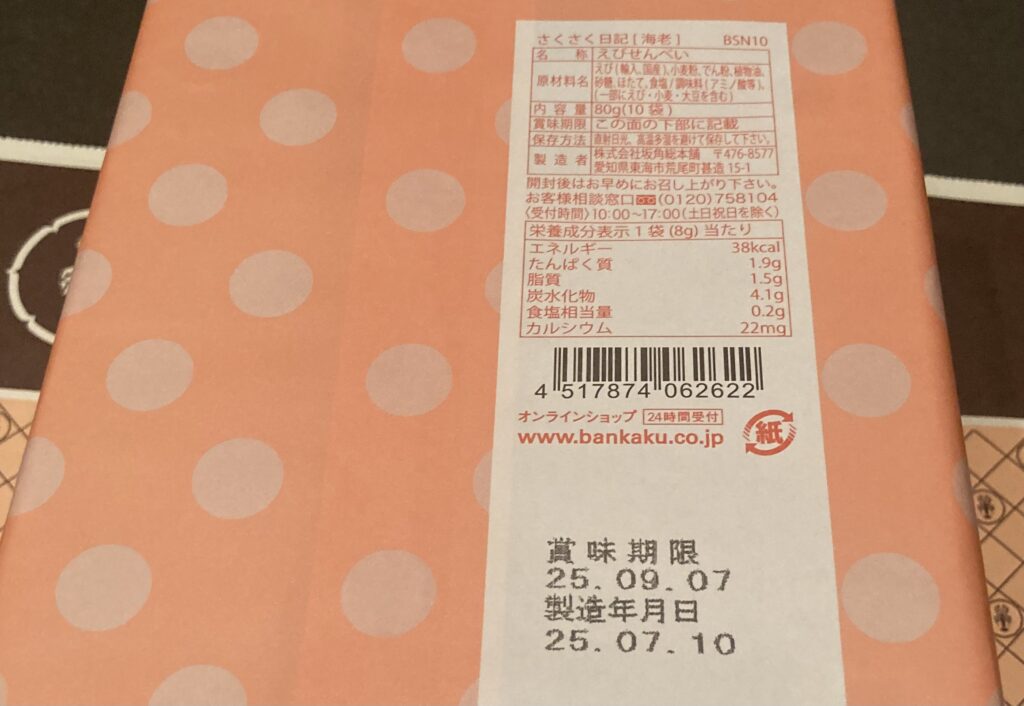 さくさく日記[海老] BSN10
名称 えびせんべい
原材料名 えび(輸入、国産)、小麦粉、でん粉、植物油、
砂糖、ほたて、食塩/調味料(アミノ酸等)、
(一部にえび・小麦・大豆を含む)
内容量 80g(10袋)
賞味期限 この面の下部に記載
保存方法 直射日光、高温多湿を避けて保存して下さい。
製造者 株式会社坂角総本舗 〒476-8577
愛知県東海市荒尾町甚造15-1
開封後はお早めにお召し上がり下さい。
お客様相談窓口 (0120)758104
〈受付時間〉10:00~17:00(土日祝日を除く)
栄養成分表示1袋(8g)当たり
エネルギー 38kcal
たんぱく質 1.9g
脂質 1.5g
炭水化物 4.1g
食塩相当量 0.2g
カルシウム 22mg
4 517874 062622
オンラインショップ 24時間受付
www.bankaku.co.jp 紙
賞味期限
25.09.07
製造年月日
25.07.10